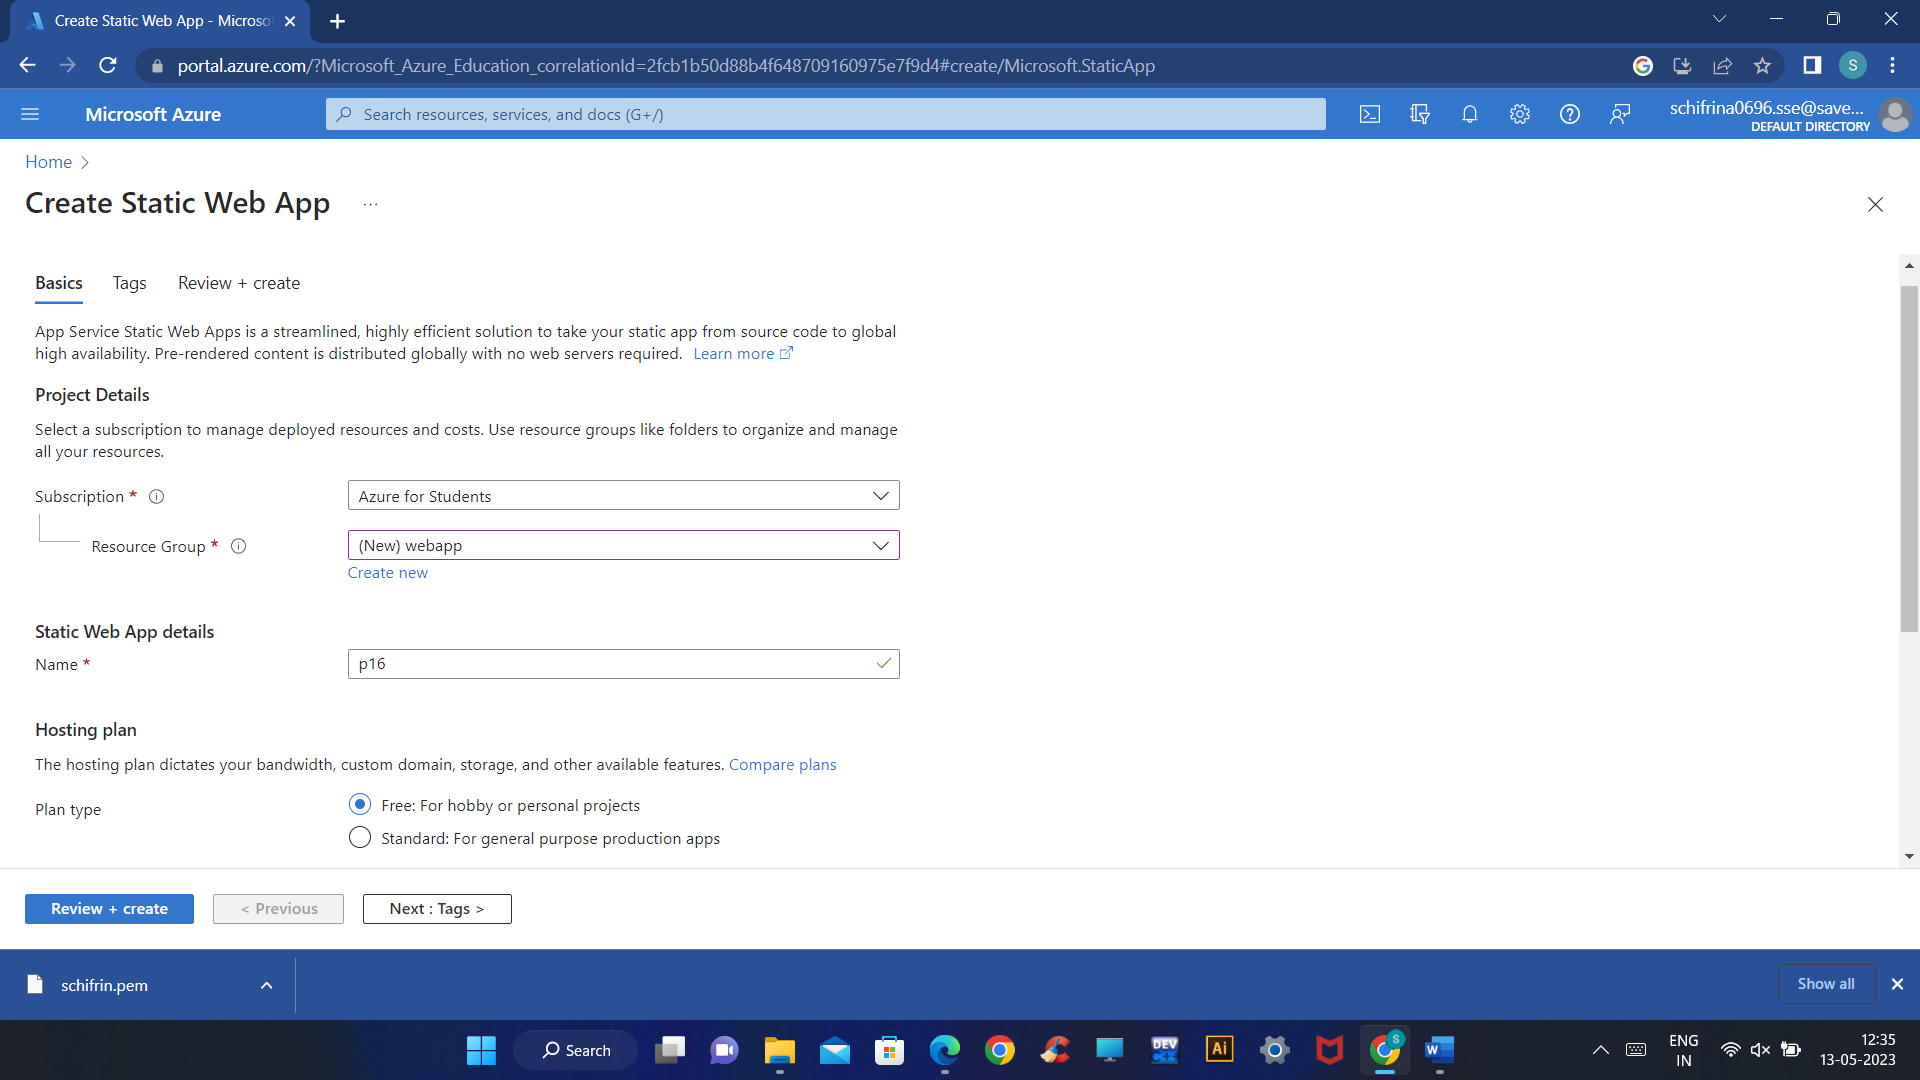 Create Static Web App - Microso
portal.azure.com/?Microsoft_Azure_Education_correlationId=2fcb1b50d88b4f648709160975e7f9d4#create/Microsoft.StaticApp
S
Microsoft Azure
Search resources, services, and docs (G+/)
schifrina0696.sse@save...
DEFAULT DIRECTORY
Home
Create Static Web App
...
Basics
Tags
Review + create
App Service Static Web Apps is a streamlined, highly efficient solution to take your static app from source code to global
high availability. Pre-rendered content is distributed globally with no web servers required. Learn more
Project Details
Select a subscription to manage deployed resources and costs. Use resource groups like folders to organize and manage
all your resources.
Subscription *
Azure for Students
Resource Group *
(New) webapp
Create new
Static Web App details
Name *
p16
Hosting plan
The hosting plan dictates your bandwidth, custom domain, storage, and other available features. Compare plans
Plan type
Free: For hobby or personal projects
Standard: For general purpose production apps
Review + create
< Previous
Next : Tags >
schifrin.pem
Show all
Search
DEV
C++
Ai
S
W
ENG
IN
12:35
13-05-2023